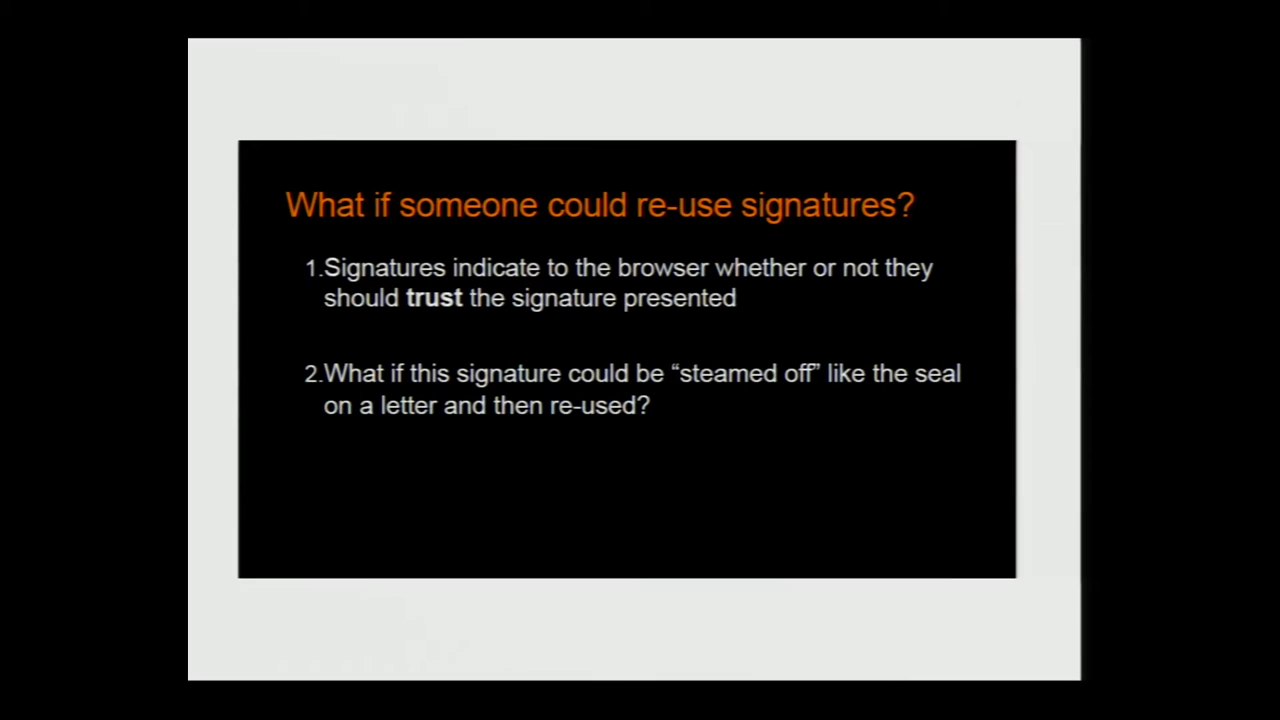 What if someone could re-use signatures?
1.Signatures indicate to the browser whether or not they
should trust the signature presented
2.What if this signature could be “steamed off” like the seal
on a letter and then re-used?